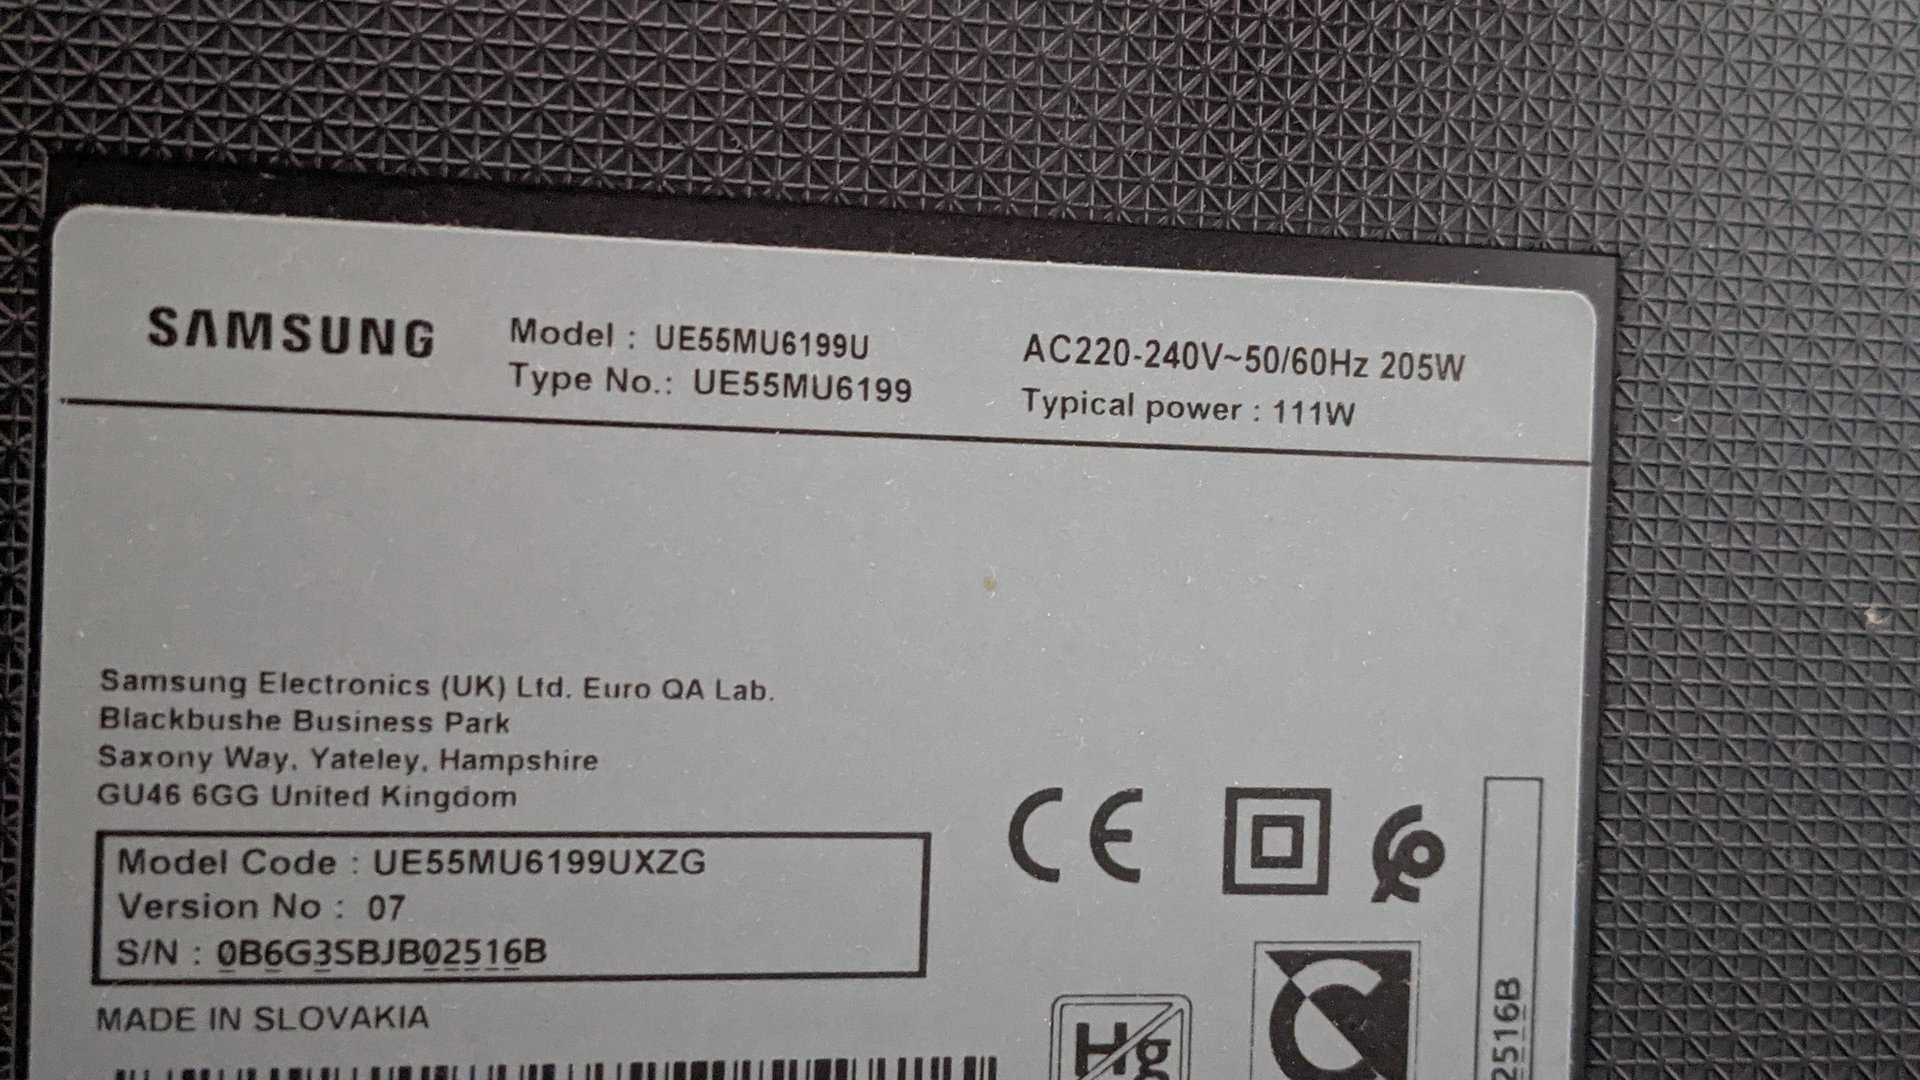 SAMSUNG
Model : UE55MU6199U
Type No.: UE55MU6199
AC220-240V~50/60Hz 205W
Typical power : 111W
Samsung Electronics (UK) Ltd. Euro QA Lab.
Blackbushe Business Park
Saxony Way, Yateley, Hampshire
GU46 6GG United Kingdom
Model Code : UE55MU6199UXZG
Version No : 07
S/N : 0B6G3SBJB02516B
MADE IN SLOVAKIA
CE
Hg
2516B